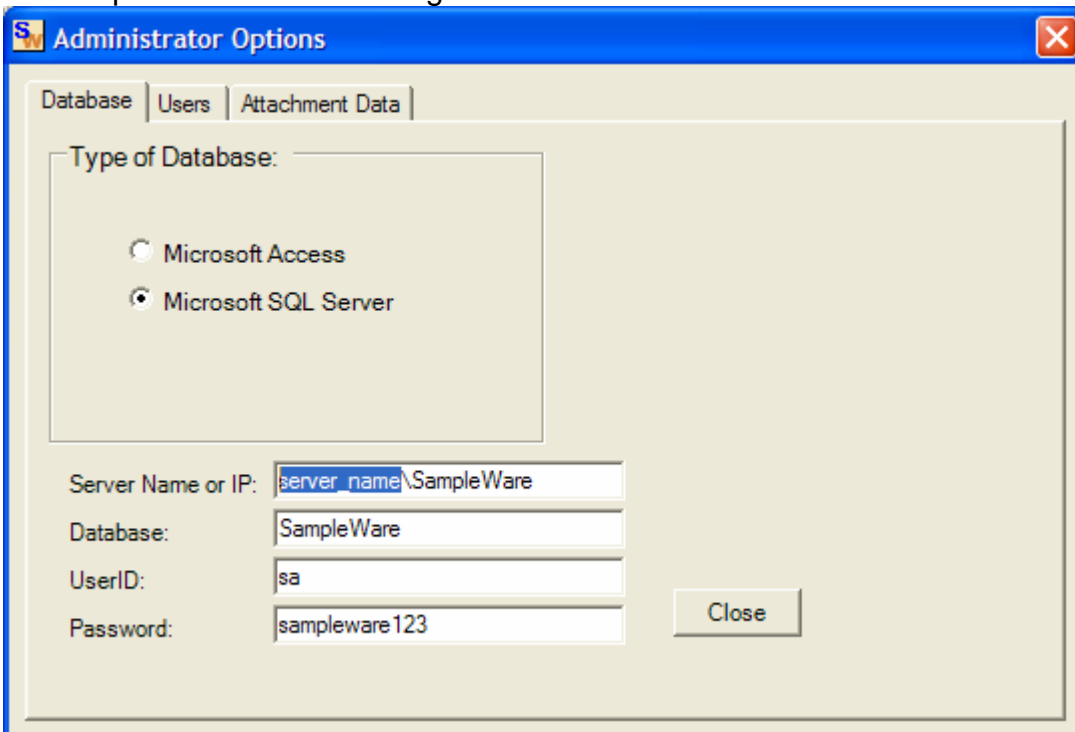 SW Administrator Options
Database Users Attachment Data
Type of Database:
Microsoft Access
Microsoft SQL Server
Server Name or IP: server_name\SampleWare
Database: SampleWare
UserID: sa
Password: sampleware123
Close